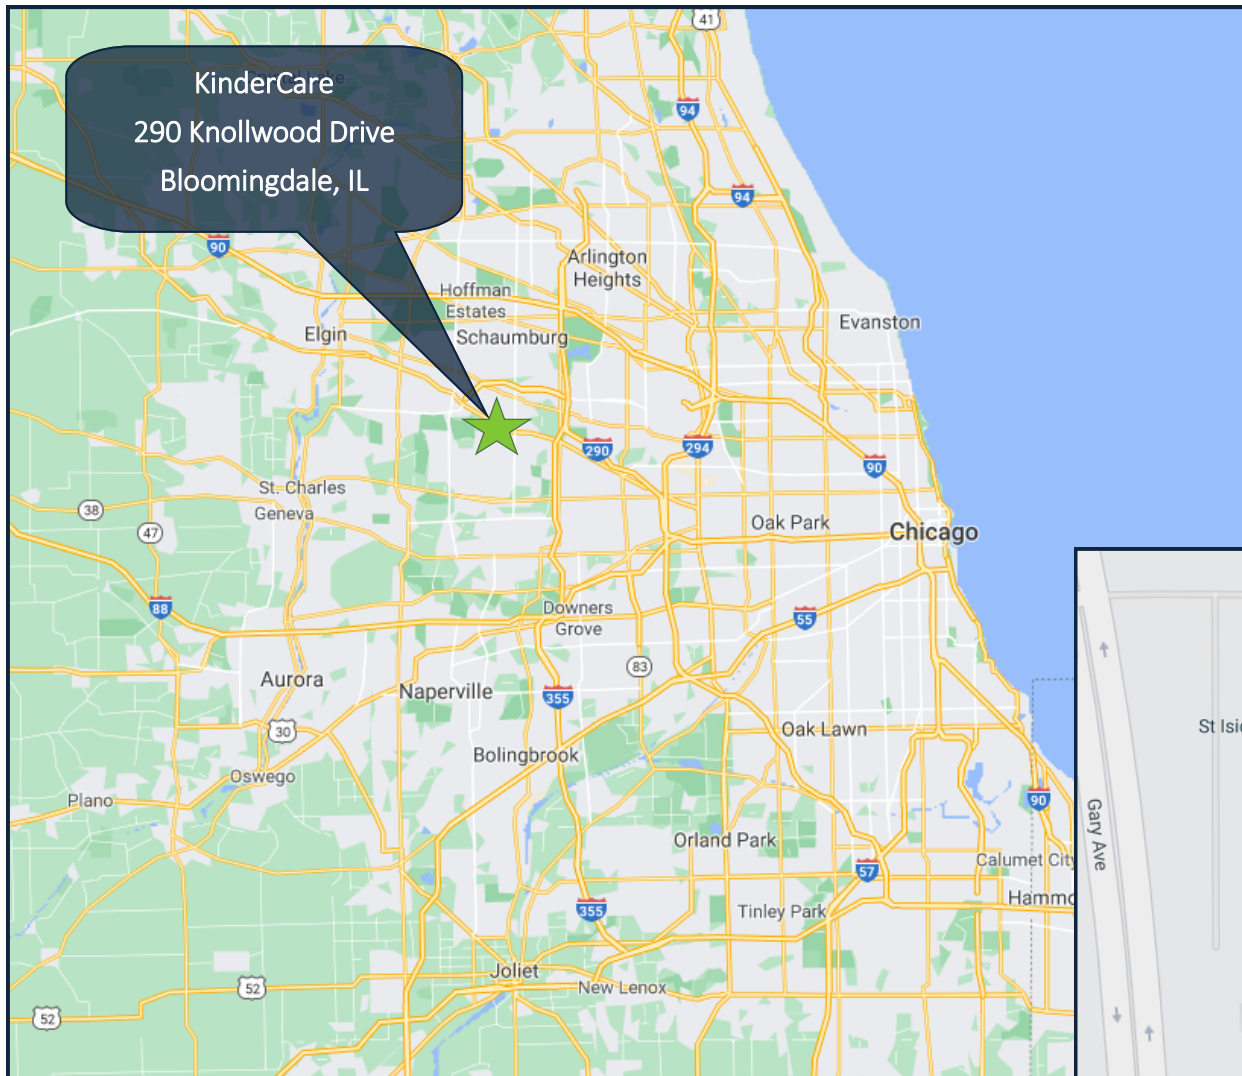 41
KinderCare
290 Knollwood Drive
Bloomingdale, IL
94
94
90
Arlington
Heights
Hoffman
Estates
Evanston
Elgin
Schaumburg
290
294
90
St. Charles
Geneva
38
47
Oak Park
Chicago
88
Downers
Grove
55
83
Aurora
Naperville
355
30
Oak Lawn
Bolingbrook
Oswego
Plano
90
Gary Ave
St Isi
Orland Park
Calumet City
57
Hammo
355
Tinley Park
Joliet
New Lenox
52
52